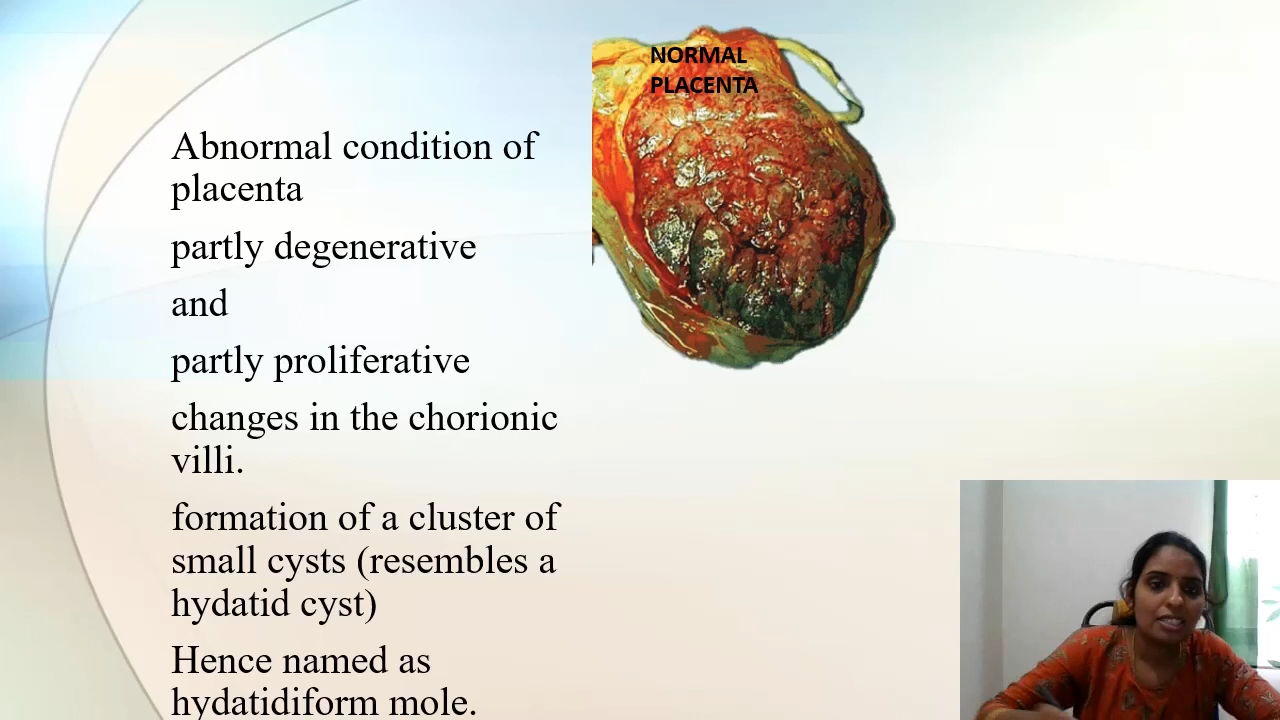 NORMAL
PLACENTA
Abnormal condition of
placenta
partly degenerative
and
partly proliferative
changes in the chorionic
villi.
formation of a cluster of
small cysts (resembles a
hydatid cyst)
Hence named as
hydatidiform mole.